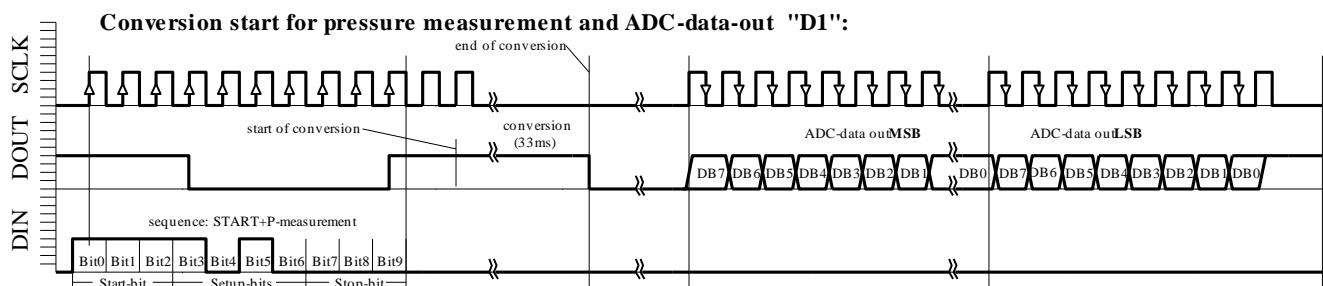 Conversion start for pressure measurement and ADC-data-out "D1":
end of conversion
SCLK
start of conversion
conversion
(33ms)
ADC-data outMSB
ADC-data outLSB
DOUT
DB7 DB6 DB5 DB4 DB3 DB2 DB1 DB0 DB7 DB6 DB5 DB4 DB3 DB2 DB1 DB0
sequence: START+P-measurement
DIN
Bit0 Bit1 Bit2 Bit3 Bit4 Bit5 Bit6 Bit7 Bit8 Bit9
Start-bit Setup-bits Stop-bit